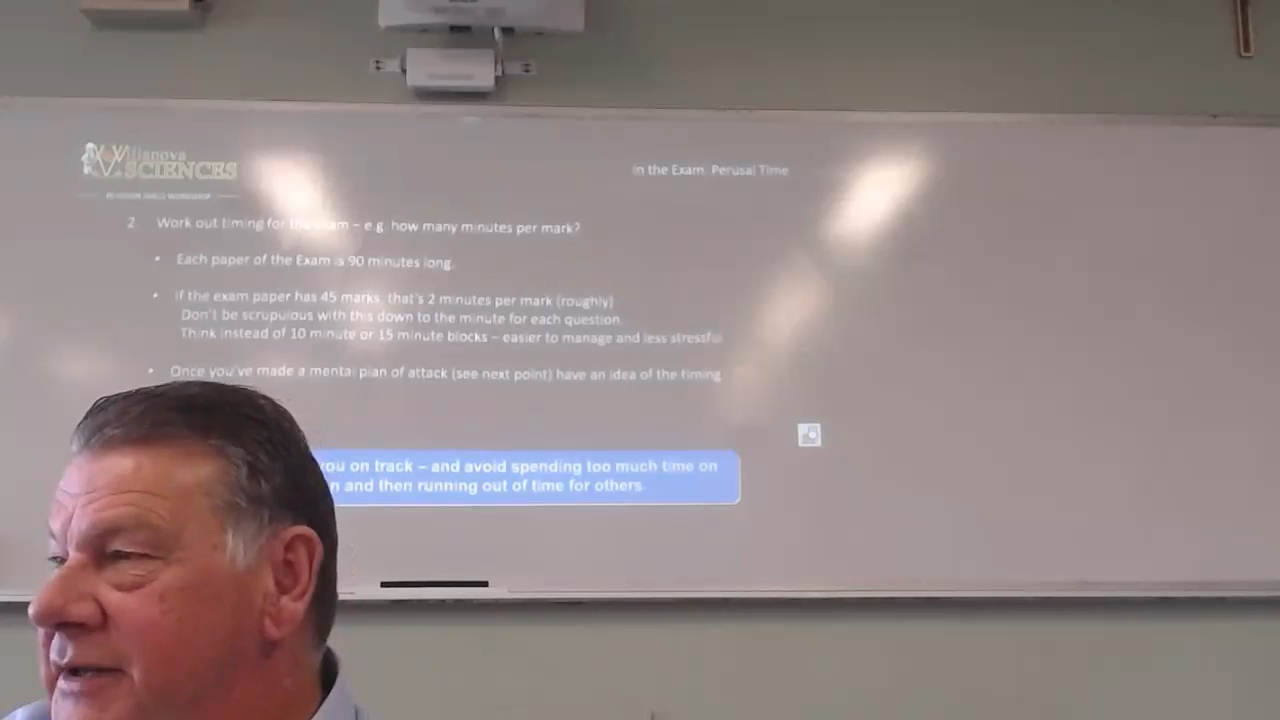 Villanova
SCIENCES
in the Exam: Perusal Time
2. Work out timing for the exam – e.g. how many minutes per mark?
• Each paper of the Exam is 90 minutes long.
• If the exam paper has 45 marks, that's 2 minutes per mark (roughly)
Don't be scrupulous with this down to the minute for each question.
Think instead of 10 minute or 15 minute blocks – easier to manage and less stressful
• Once you've made a mental plan of attack (see next point) have an idea of the timing
you on track – and avoid spending too much time on
and then running out of time for others.